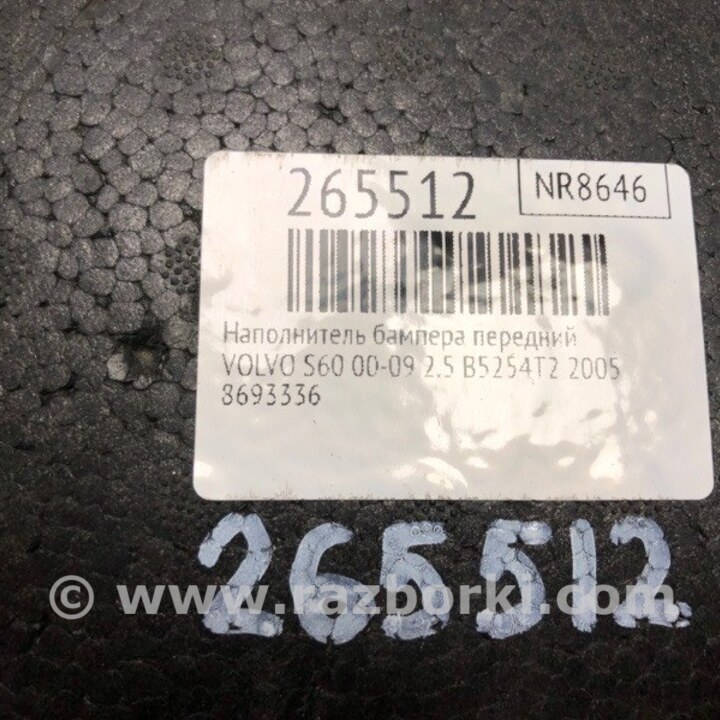 265512
NR8646
Наполнитель бампера передний
VOLVO S60 00-09 2.5 B5254T2 2005
8693336
265512
© www.razborki.com